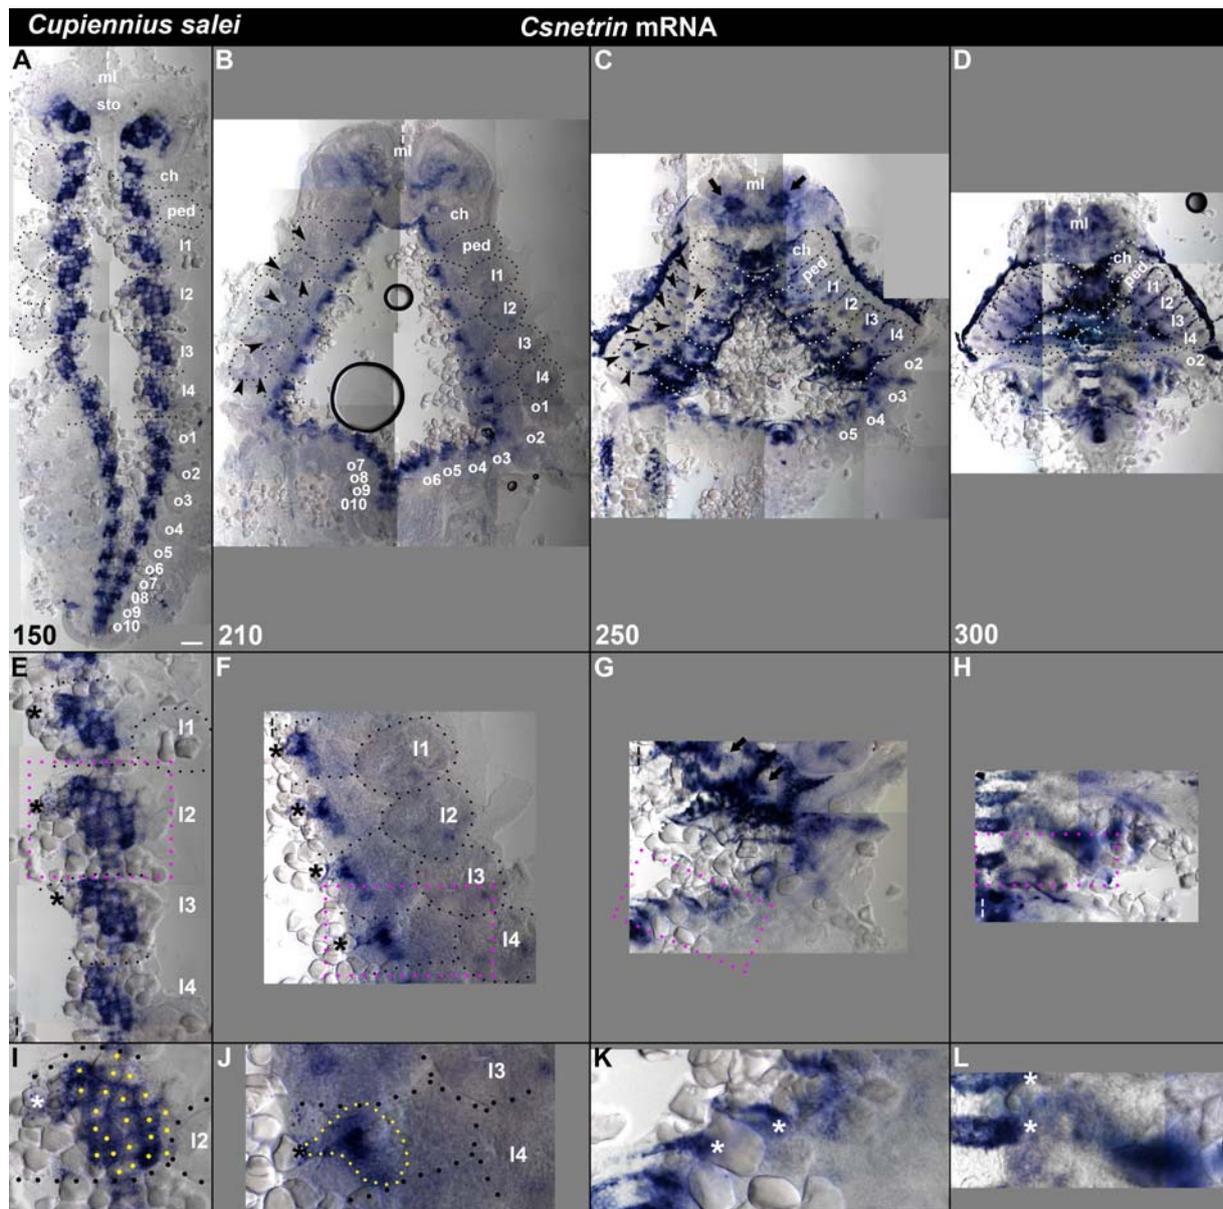 Cupiennius salei
Csnetrin mRNA
A
ml
sto
ch
ped
l1
l2
l3
l4
o1
o2
o3
o4
o5
o6
o7
08
o9
o10
150
B
ml
ch
ped
l1
l2
l3
l4
o1
o2
o3
o4
o5
o6
o7
o8
o9
010
210
C
ml
ch
ped
l1
l2
l3
l4
o2
o3
o4
o5
250
D
ml
ch
ped
l1
l2
l3
l4
o2
300
E
*
l1
*
l2
*
l3
l4
F
*
l1
*
l2
*
l3
*
l4
G
H
I
*
l2
J
l3
*
l4
K
*
*
L
*
*